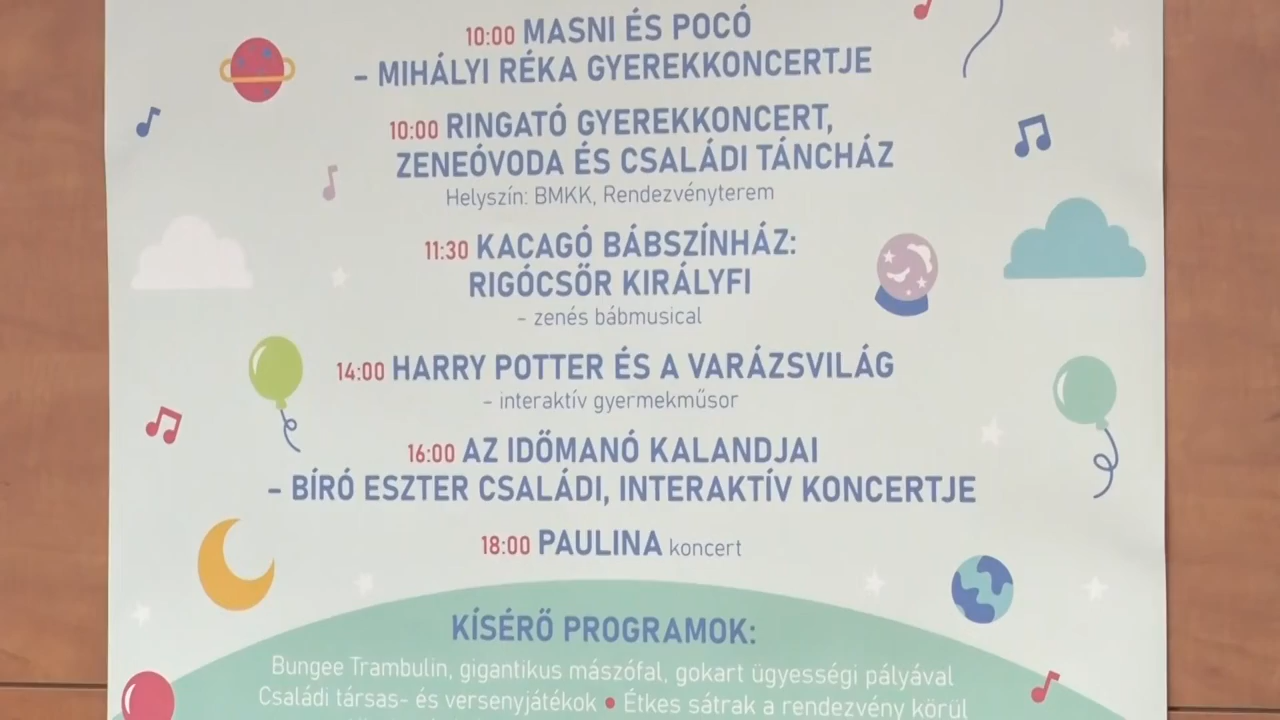 10:00 MASNI ÉS POCÓ
– MIHÁLYI RÉKA GYEREKKONCERTJE
10:00 RINGATÓ GYEREKKONCERT,
ZENEÓVODA ÉS CSALÁDI TÁNCHÁZ
Helyszín: BMKK, Rendezvényterem
11:30 KACAGÓ BÁBSZÍNHÁZ:
RIGÓCSŐR KIRÁLYFI
– zenés bábmusical
14:00 HARRY POTTER ÉS A VARÁZSVILÁG
– interaktív gyermekműsor
16:00 AZ IDŐMANÓ KALANDJAI
– BÍRÓ ESZTER CSALÁDI, INTERAKTÍV KONCERTJE
18:00 PAULINA koncert
KÍSÉRŐ PROGRAMOK:
Bungee Trambulin, gigantikus mászófal, gokart ügyességi pályával
Családi társas- és versenyjátékok • Étkes sátrak a rendezvény körül